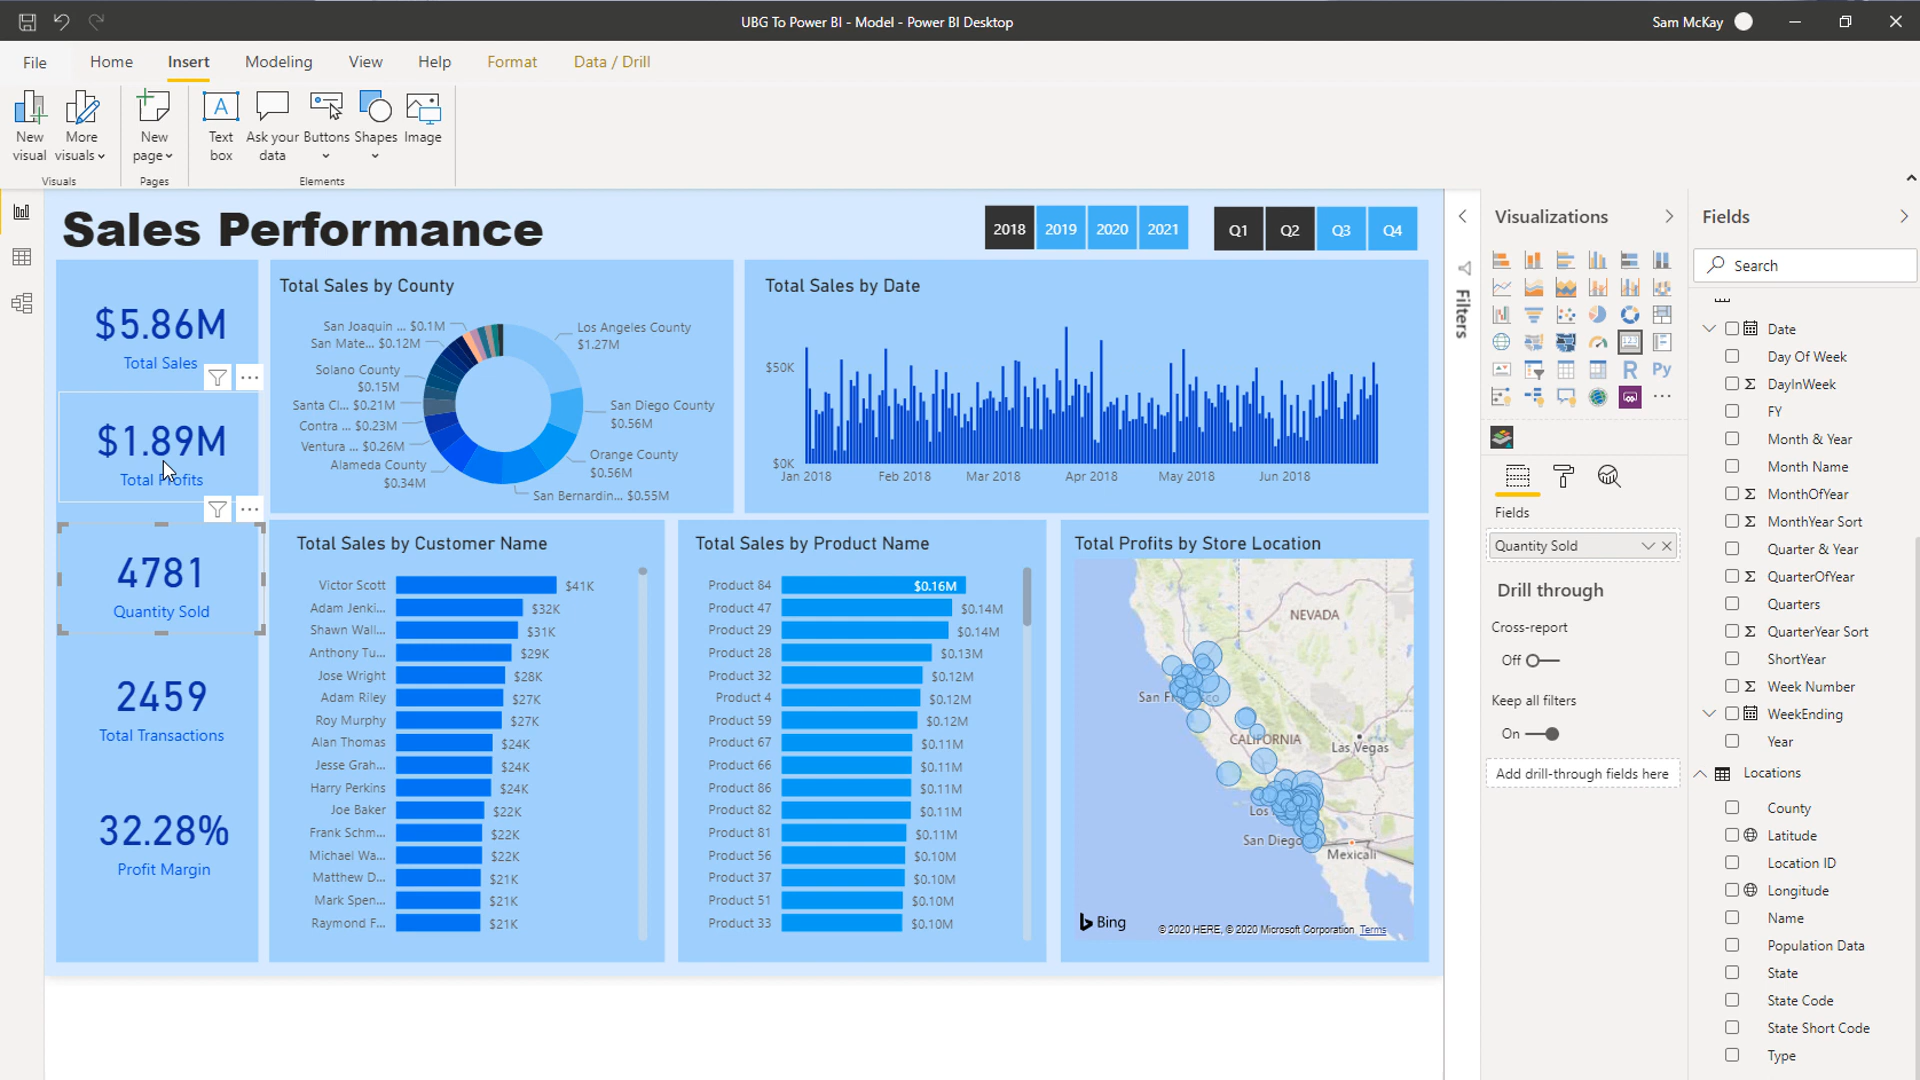 UBG To Power BI - Model - Power BI Desktop
Sam McKay
File
Home
Insert
Modeling
View
Help
Format
Data / Drill
New visual
More visuals
New page
Text box
Ask your data
Buttons
Shapes
Image
Visuals
Pages
Elements
Sales Performance
2018
2019
2020
2021
Q1
Q2
Q3
Q4
$5.86M
Total Sales
$1.89M
Total Profits
4781
Quantity Sold
2459
Total Transactions
32.28%
Profit Margin
Total Sales by County
San Joaquin ... $0.1M
San Mate... $0.12M
Solano County
$0.15M
Santa Cl... $0.21M
Contra ... $0.23M
Ventura ... $0.26M
Alameda County
$0.34M
Los Angeles County
$1.27M
San Diego County
$0.56M
Orange County
$0.56M
San Bernardin... $0.55M
Total Sales by Date
$50K
$0K
Jan 2018
Feb 2018
Mar 2018
Apr 2018
May 2018
Jun 2018
Total Sales by Customer Name
Victor Scott $41K
Adam Jenki... $32K
Shawn Wall... $31K
Anthony Tu... $29K
Jose Wright $28K
Adam Riley $27K
Roy Murphy $27K
Alan Thomas $24K
Jesse Grah... $24K
Harry Perkins $24K
Joe Baker $22K
Frank Schm... $22K
Michael Wa... $22K
Matthew D... $21K
Mark Spen... $21K
Raymond F... $21K
Total Sales by Product Name
Product 84 $0.16M
Product 47 $0.14M
Product 29 $0.14M
Product 28 $0.13M
Product 32 $0.12M
Product 4 $0.12M
Product 59 $0.12M
Product 67 $0.11M
Product 66 $0.11M
Product 86 $0.11M
Product 82 $0.11M
Product 81 $0.11M
Product 56 $0.10M
Product 37 $0.10M
Product 51 $0.10M
Product 33 $0.10M
Total Profits by Store Location
NEVADA
CALIFORNIA
Las Vegas
Los
San Diego
Mexicali
Bing
© 2020 HERE, © 2020 Microsoft Corporation Terms
Filters
Visualizations
R
Py
Fields
Quantity Sold
Drill through
Cross-report
Off
Keep all filters
On
Add drill-through fields here
Fields
Search
Date
Day Of Week
DayInWeek
FY
Month & Year
Month Name
MonthOfYear
MonthYear Sort
Quarter & Year
QuarterOfYear
Quarters
QuarterYear Sort
ShortYear
Week Number
WeekEnding
Year
Locations
County
Latitude
Location ID
Longitude
Name
Population Data
State
State Code
State Short Code
Type